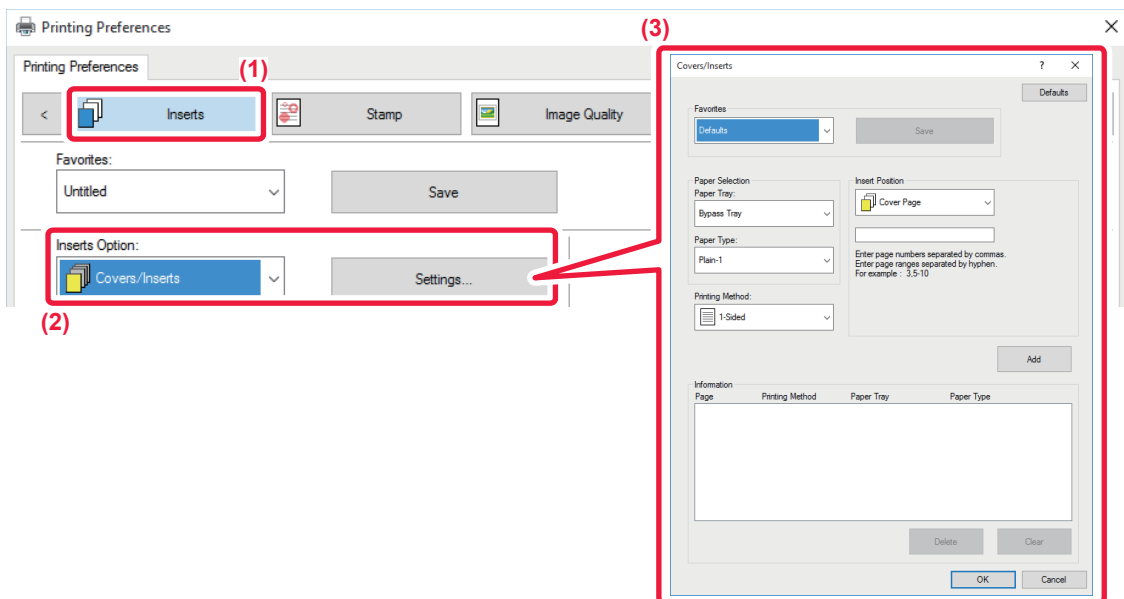 Printing Preferences
(3)
Printing Preferences
(1)
<
Inserts
Stamp
Image Quality
Favorites:
Untitled
Save
Inserts Option:
Covers/Inserts
Settings...
(2)
Covers/Inserts
?
Defaults
Favorites
Defaults
Save
Paper Selection
Paper Tray:
Bypass Tray
Paper Type:
Plain-1
Printing Method:
1-Sided
Insert Position
Cover Page
Enter page numbers separated by commas.
Enter page ranges separated by hyphen.
For example : 3,5-10
Add
Information
Page Printing Method Paper Tray Paper Type
Delete
Clear
OK
Cancel